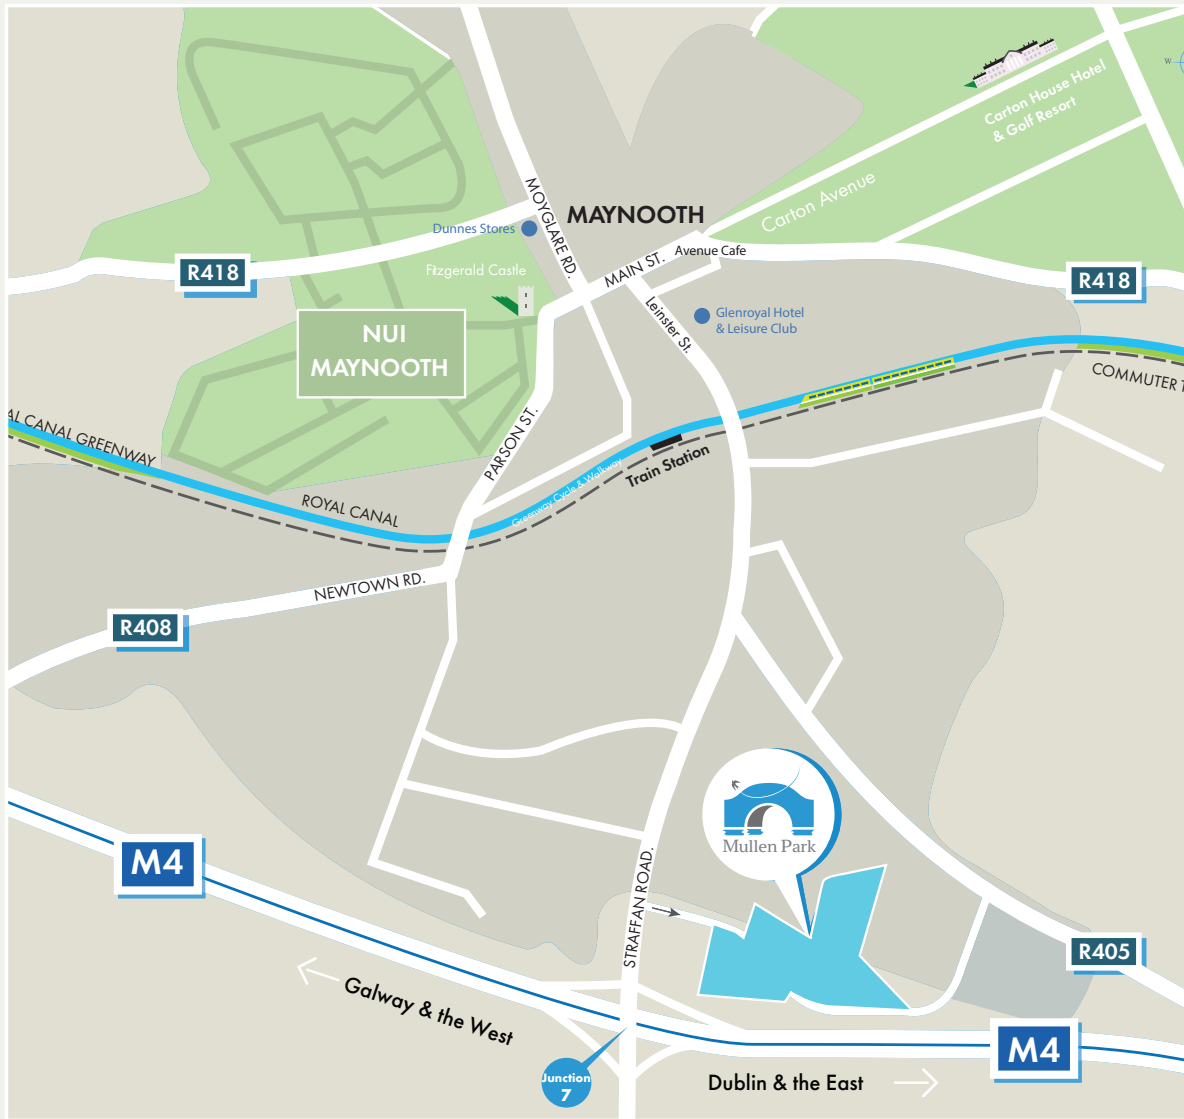 W
Carton House Hotel
& Golf Resort
Carton Avenue
MOYGLARE RD.
MAYNOOTH
Dunnes Stores
Avenue Cafe
MAIN ST.
R418
Fitzgerald Castle
R418
Leinster St.
Glenroyal Hotel
& Leisure Club
NUI
MAYNOOTH
COMMUTER T
PARSON ST.
AL CANAL GREENWAY
Train Station
Greenway Cycle & Walkway
ROYAL CANAL
NEWTOWN RD.
R408
Mullen Park
M4
STRAFFAN ROAD.
R405
Galway & the West
M4
Junction
7
Dublin & the East